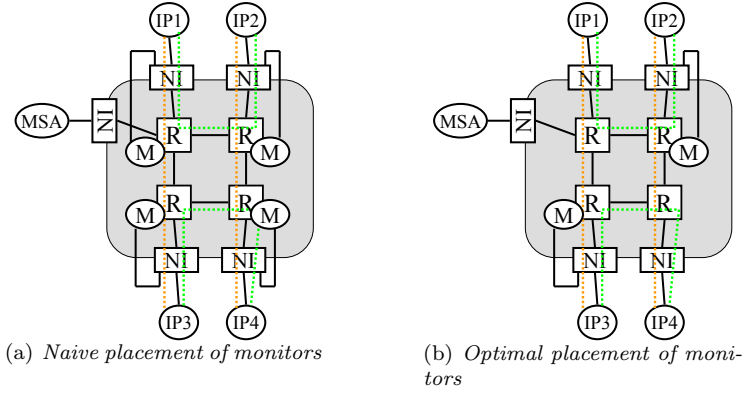 IP1 IP2 IP1 IP2
NI NI NI NI
MSA NI MSA NI
R R R R
M M M
R R R R
M M M
NI NI NI NI
IP3 IP4 IP3 IP4
(a) Naive placement of monitors
(b) Optimal placement of moni-
tors